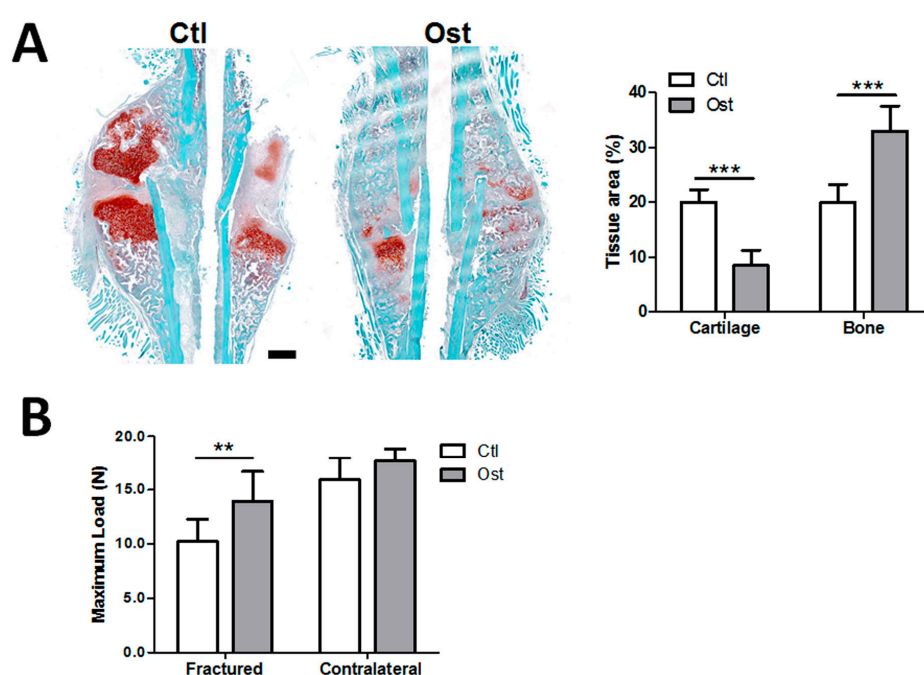 A
Ctl
Ost
Ctl
Ost
Tissue area (%)
40
30
20
10
0
***
***
Cartilage
Bone
B
Maximum Load (N)
20.0
15.0
10.0
5.0
0.0
**
Ctl
Ost
Fractured
Contralateral